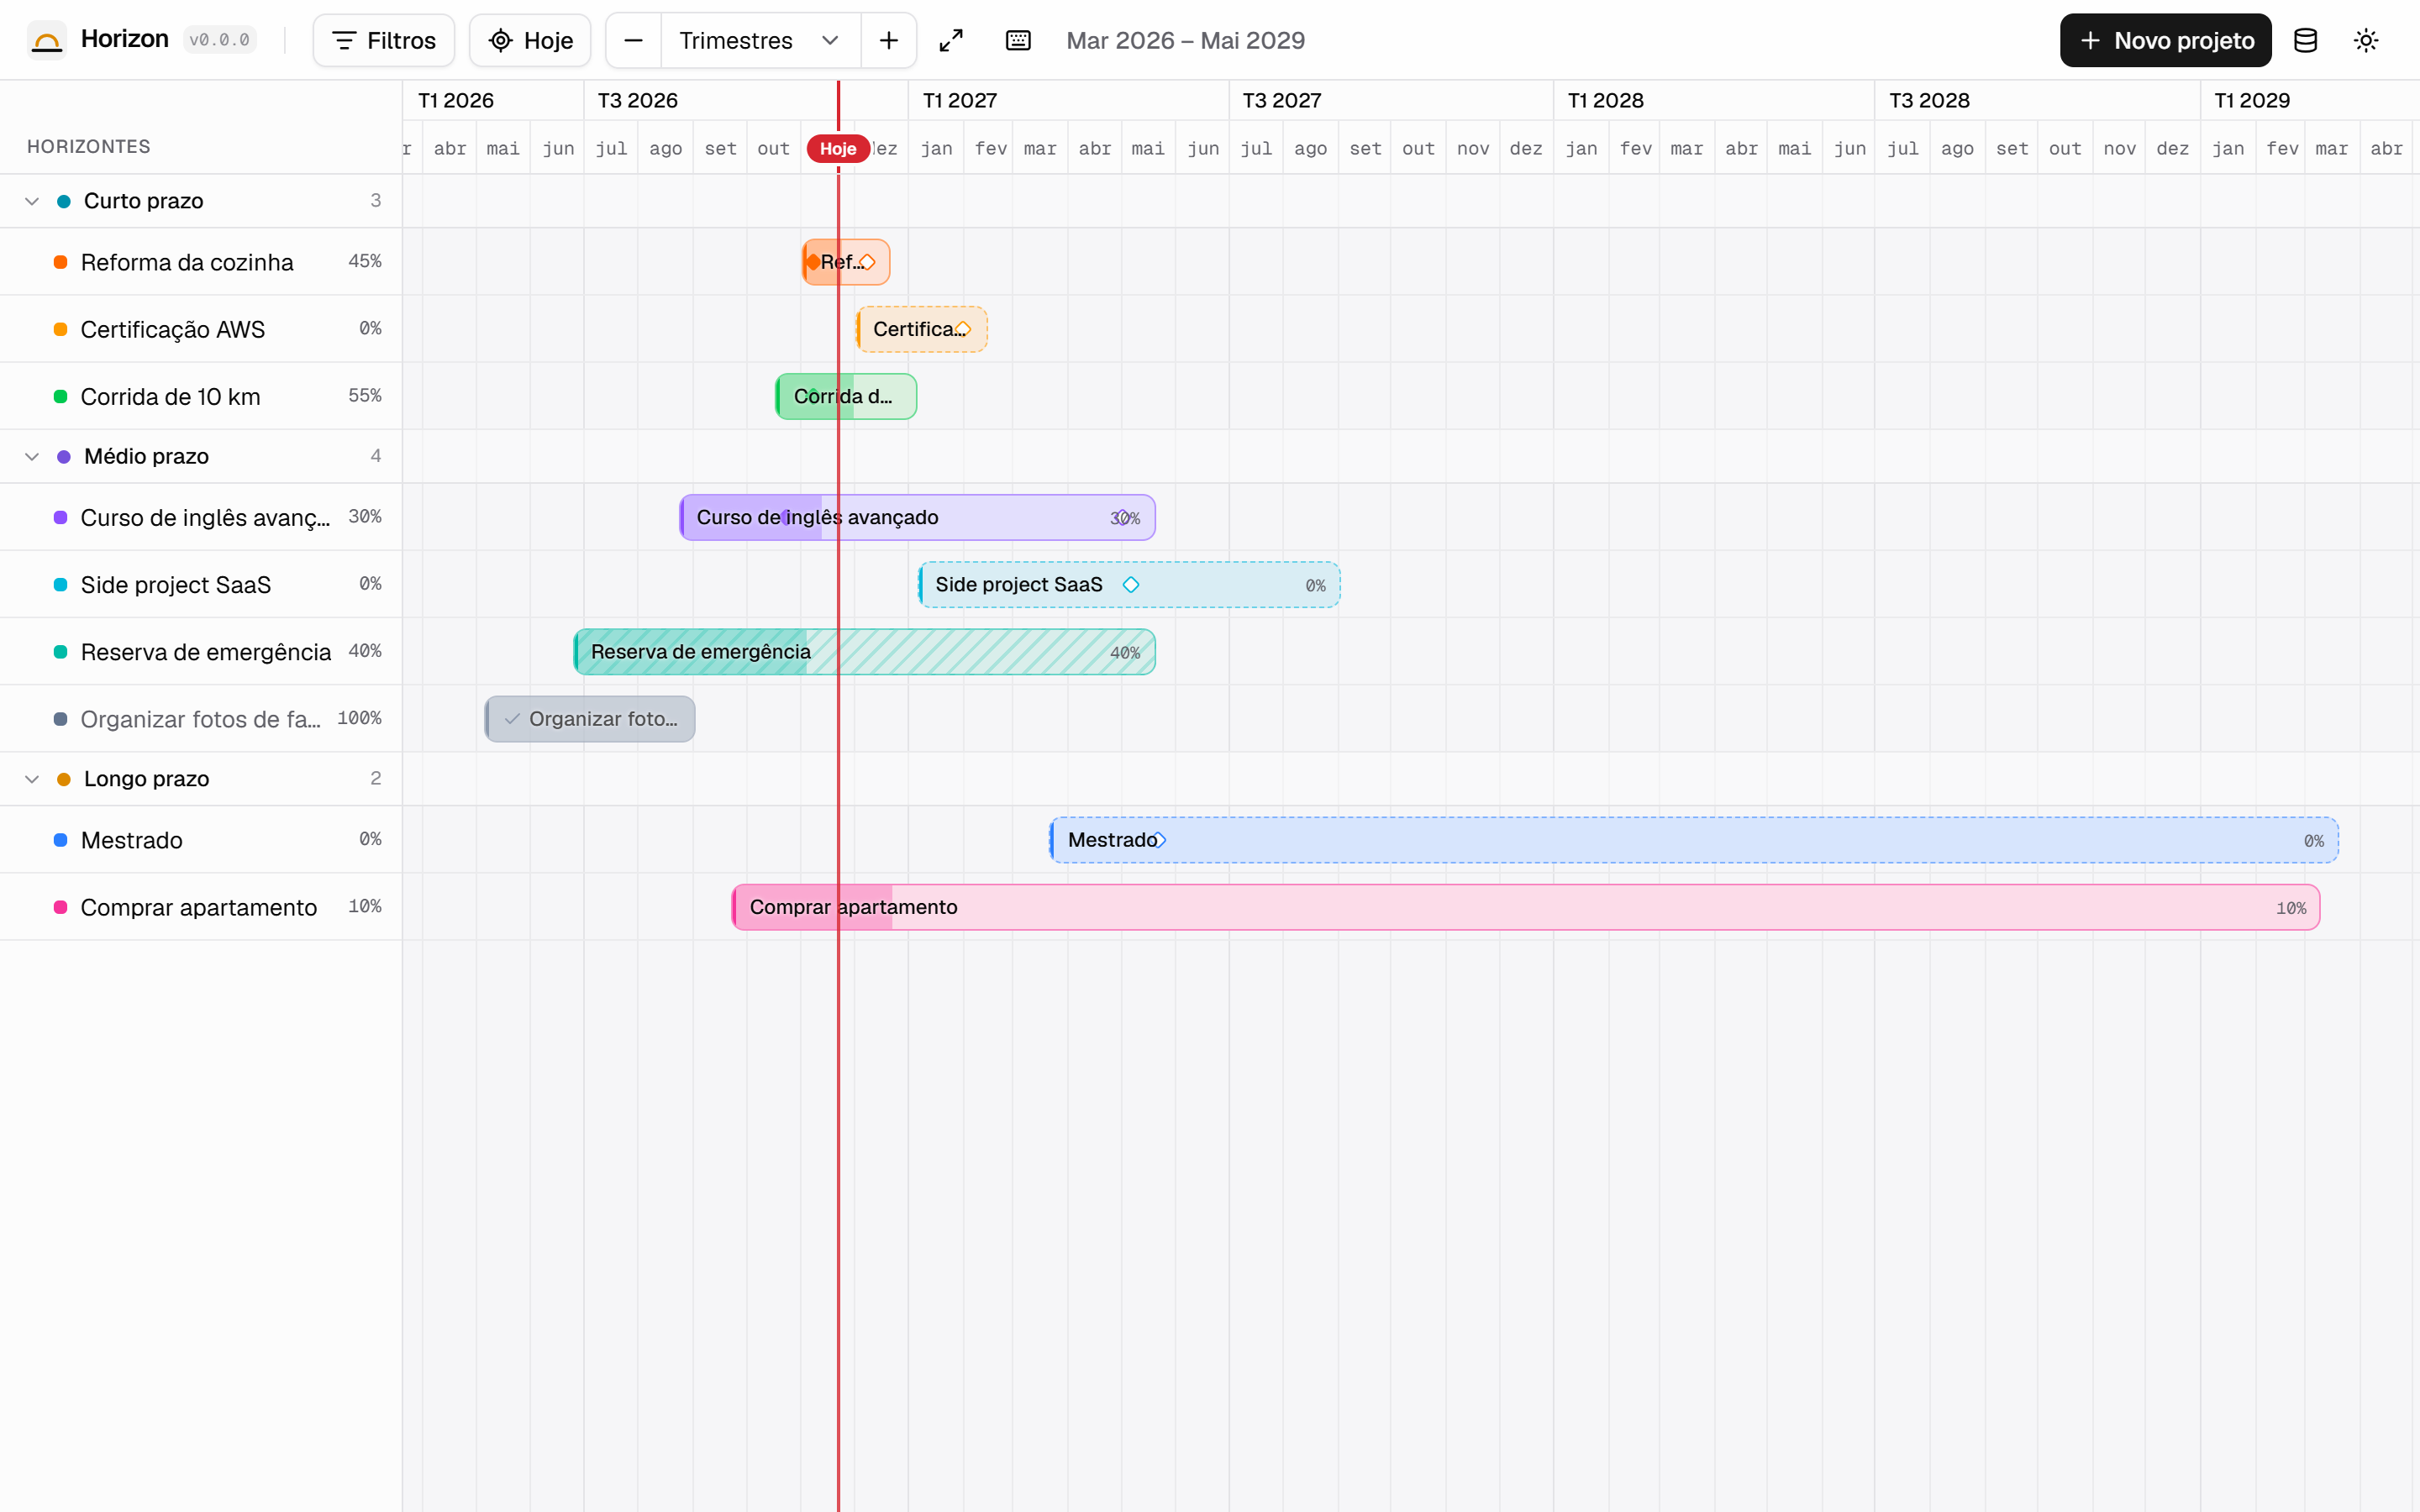 Horizon v0.0.0 Filtros Hoje Trimestres Mar 2026 – Mai 2029 Novo projeto
T1 2026 T3 2026 T1 2027 T3 2027 T1 2028 T3 2028 T1 2029
HORIZONTES
abr mai jun jul ago set out Hoje jan fev mar abr mai jun jul ago set out nov dez jan fev mar abr mai jun jul ago set out nov dez jan fev mar abr
Curto prazo 3
Reforma da cozinha 45% Ref...
Certificação AWS 0% Certifica...
Corrida de 10 km 55% Corrida d...
Médio prazo 4
Curso de inglês avanç... 30% Curso de inglês avançado 30%
Side project SaaS 0% Side project SaaS 0%
Reserva de emergência 40% Reserva de emergência 40%
Organizar fotos de fa... 100% Organizar foto...
Longo prazo 2
Mestrado 0% Mestrado 0%
Comprar apartamento 10% Comprar apartamento 10%